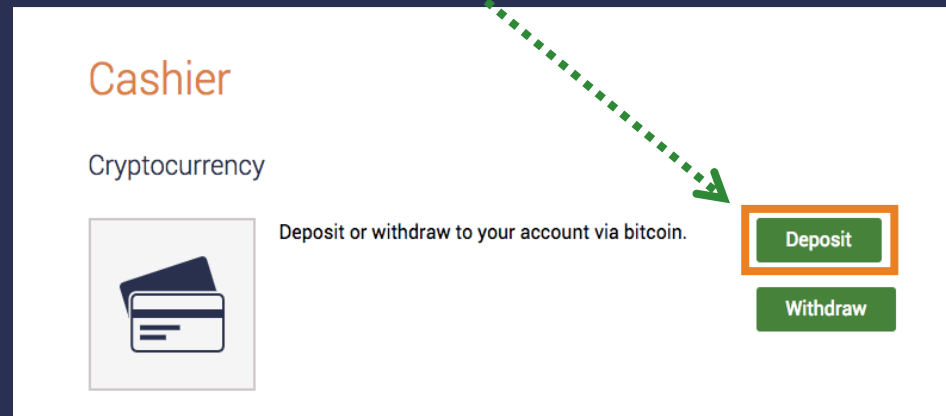 Cashier
Cryptocurrency
Deposit or withdraw to your account via bitcoin.
Deposit
Withdraw